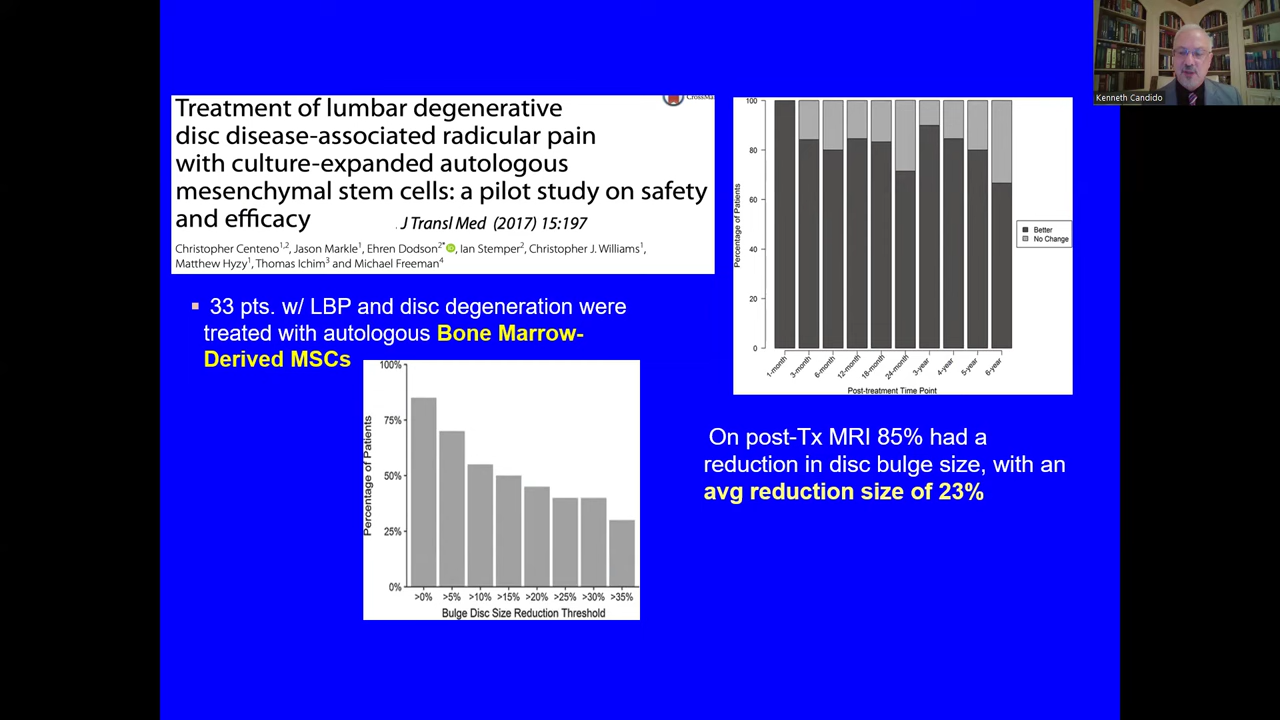 Kenneth Candido
Treatment of lumbar degenerative
disc disease-associated radicular pain
with culture-expanded autologous
mesenchymal stem cells: a pilot study on safety
and efficacy
J Transl Med (2017) 15:197
Christopher Centeno1,2, Jason Markle1, Ehren Dodson2*, Ian Stemper2, Christopher J. Williams1,
Matthew Hyzy1, Thomas Ichim3 and Michael Freeman4
▪ 33 pts. w/ LBP and disc degeneration were
treated with autologous Bone Marrow-
Derived MSCs
100%
75%
50%
25%
0%
Percentage of Patients
>0% >5% >10% >15% >20% >25% >30% >35%
Bulge Disc Size Reduction Threshold
100
80
60
40
20
0
Percentage of Patients
1-month 3-month 6-month 12-month 18-month 24-month 3-year 4-year 5-year 6-year
Post-treatment Time Point
Better
No Change
On post-Tx MRI 85% had a
reduction in disc bulge size, with an
avg reduction size of 23%